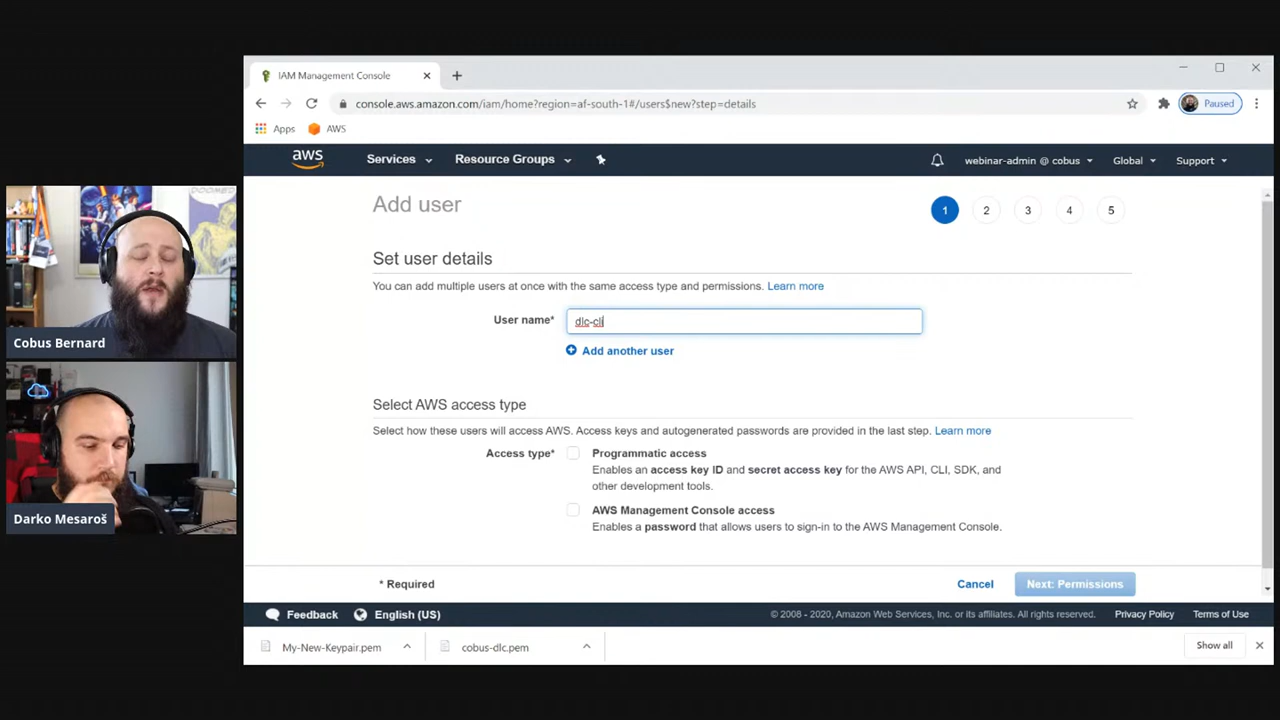 IAM Management Console
console.aws.amazon.com/iam/home?region=af-south-1#/users$new?step=details
Paused
Apps
AWS
aws
Services
Resource Groups
webinar-admin @ cobus
Global
Support
Add user
1
2
3
4
5
Set user details
You can add multiple users at once with the same access type and permissions. Learn more
User name*
dlc-cli
Add another user
Select AWS access type
Select how these users will access AWS. Access keys and autogenerated passwords are provided in the last step. Learn more
Access type*
Programmatic access
Enables an access key ID and secret access key for the AWS API, CLI, SDK, and
other development tools.
AWS Management Console access
Enables a password that allows users to sign-in to the AWS Management Console.
* Required
Cancel
Next: Permissions
Feedback
English (US)
© 2008 - 2020, Amazon Web Services, Inc. or its affiliates. All rights reserved.
Privacy Policy
Terms of Use
My-New-Keypair.pem
cobus-dlc.pem
Show all
DOOMED
Cobus Bernard
Darko Mesaroš